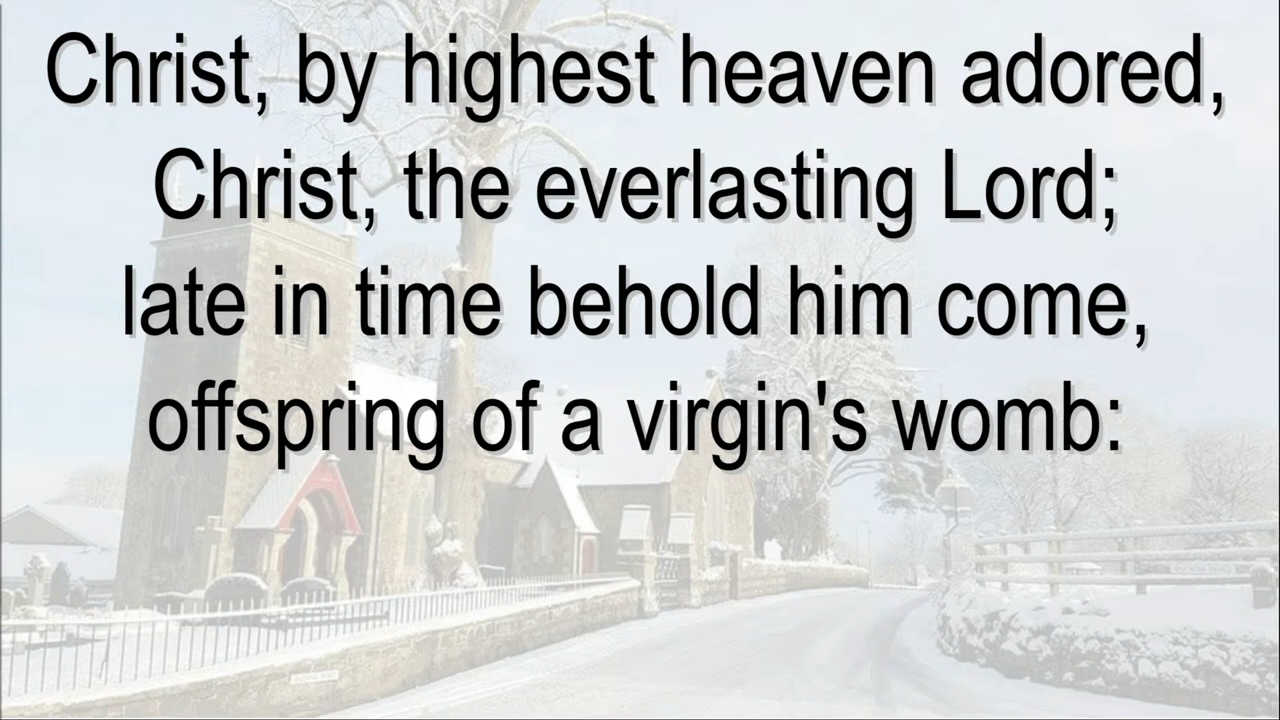 Christ, by highest heaven adored,
Christ, the everlasting Lord;
late in time behold him come,
offspring of a virgin's womb: